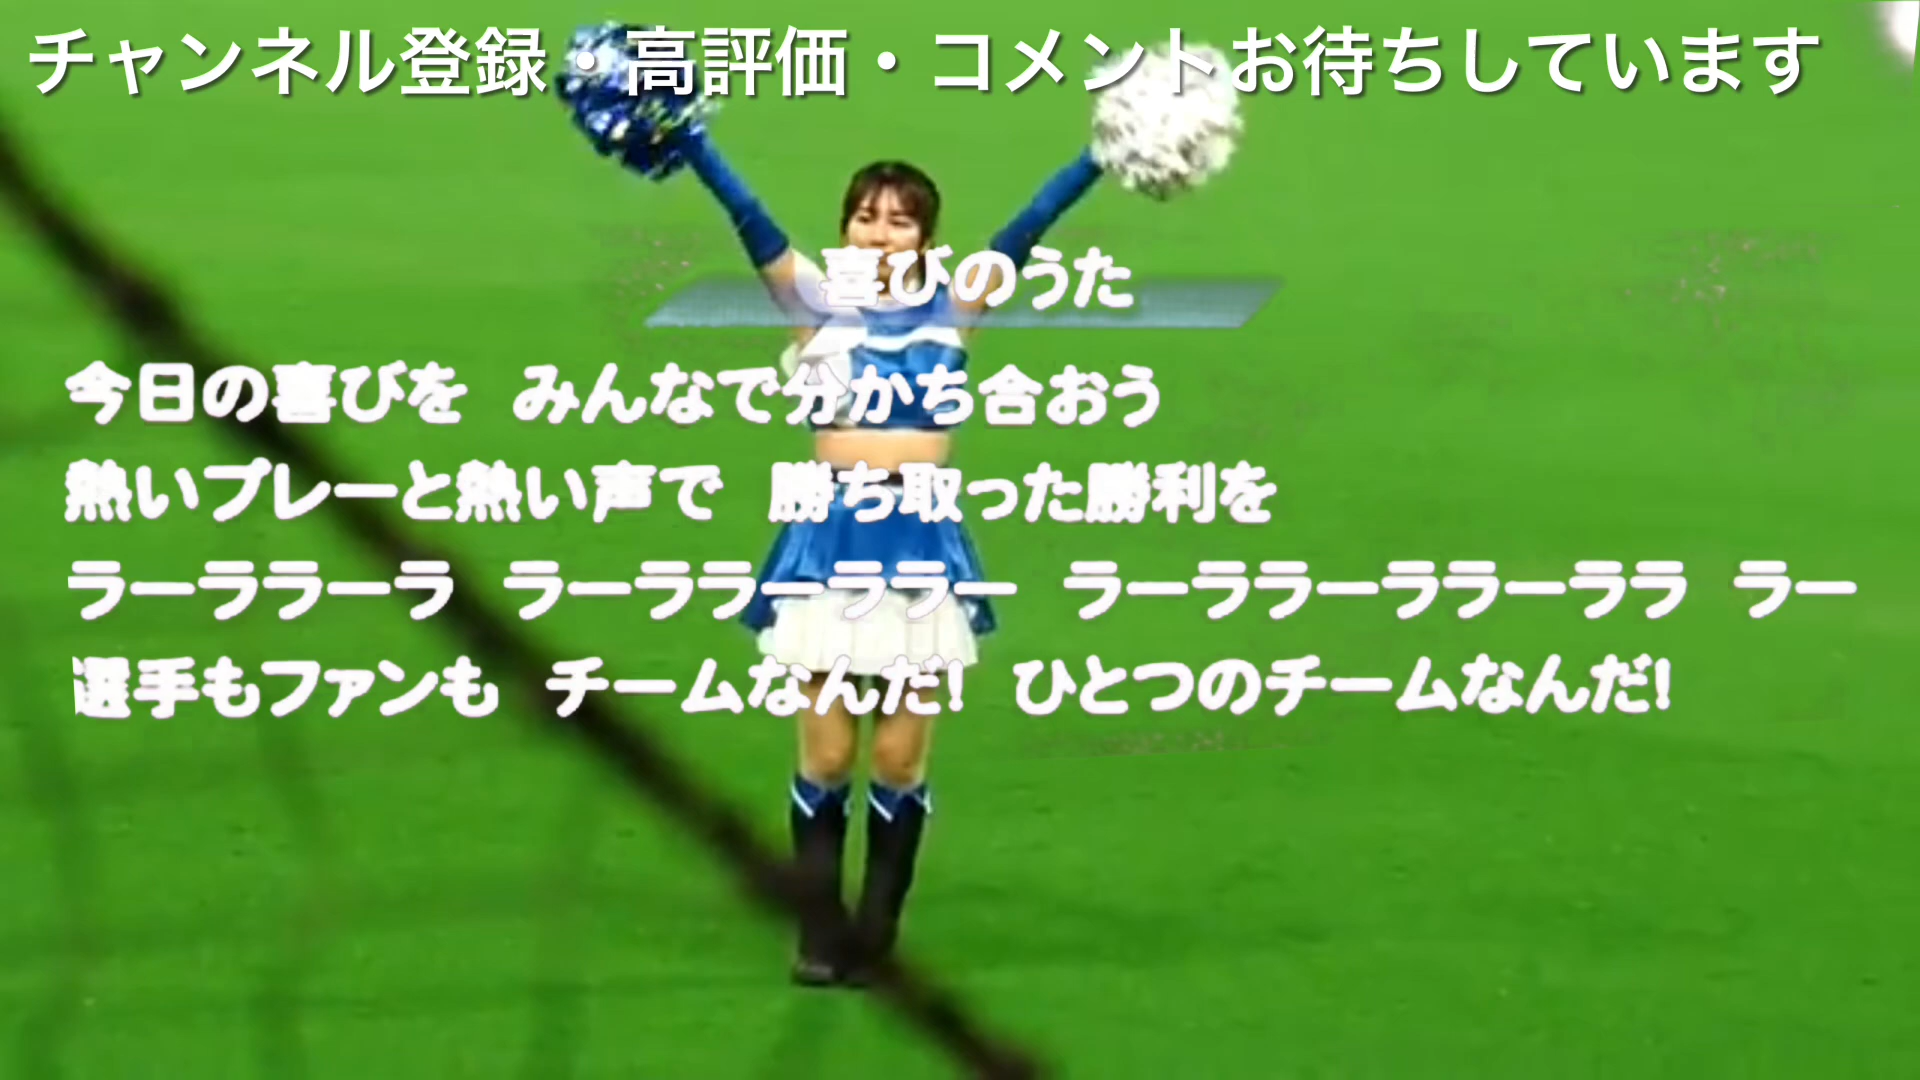 チャンネル登録・高評価・コメントお待ちしています
喜びのうた
今日の喜びを　みんなで分かち合おう
熱いプレーと熱い声で　勝ち取った勝利を
ラーララーラ　ラーララーララー　ラーララーララーララ　ラー
選手もファンも　チームなんだ!　ひとつのチームなんだ!